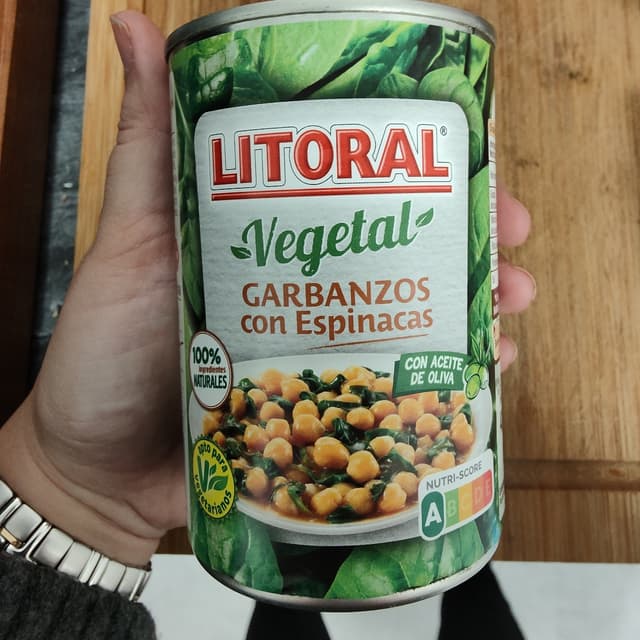 LITORAL®
Vegetal
GARBANZOS
con Espinacas
100%
ingredientes
NATURALES
CON ACEITE
DE OLIVA
apto para
vegetarianos
NUTRI-SCORE
A B C D E